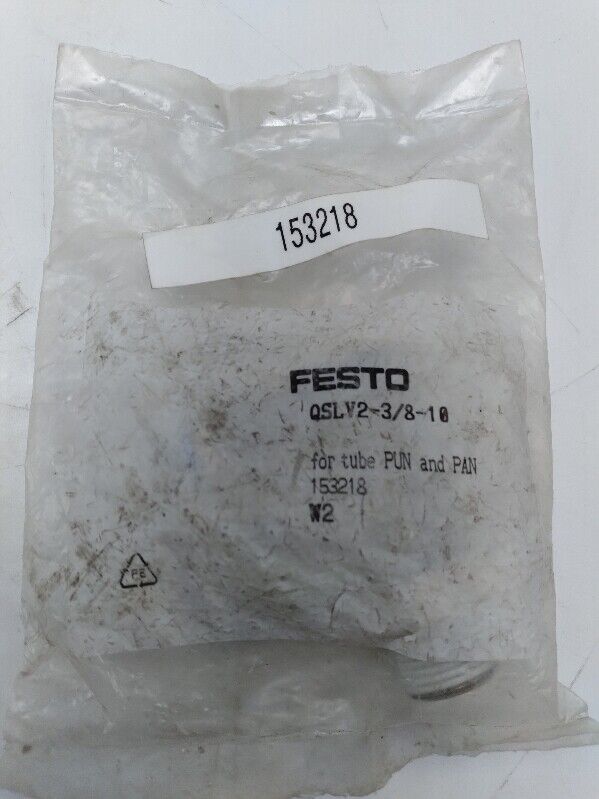 153218
FESTO
QSLV2-3/8-10
for tube PUN and PAN
153218
W2
PE